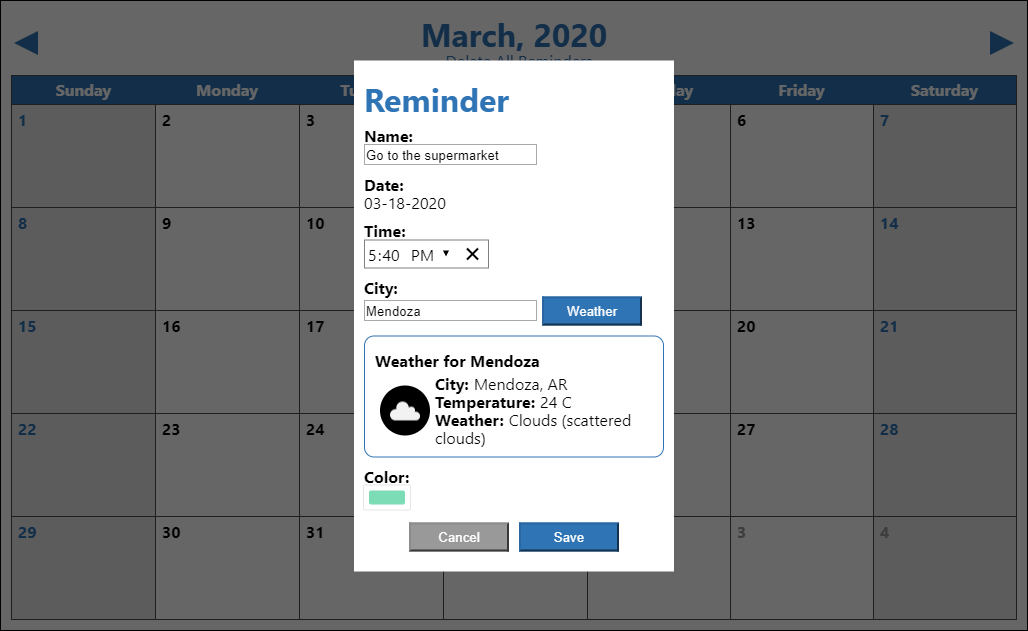 March, 2020
Delete All Reminders
Sunday Monday Tu ay Friday Saturday
Reminder
1 2 3 6 7
Name:
Go to the supermarket
Date:
03-18-2020
8 9 10 13 14
Time:
5:40 PM
City:
Mendoza Weather
15 16 17 20 21
Weather for Mendoza
City: Mendoza, AR
Temperature: 24 C
Weather: Clouds (scattered
clouds)
22 23 24 27 28
Color:
29 30 31 3 4
Cancel Save